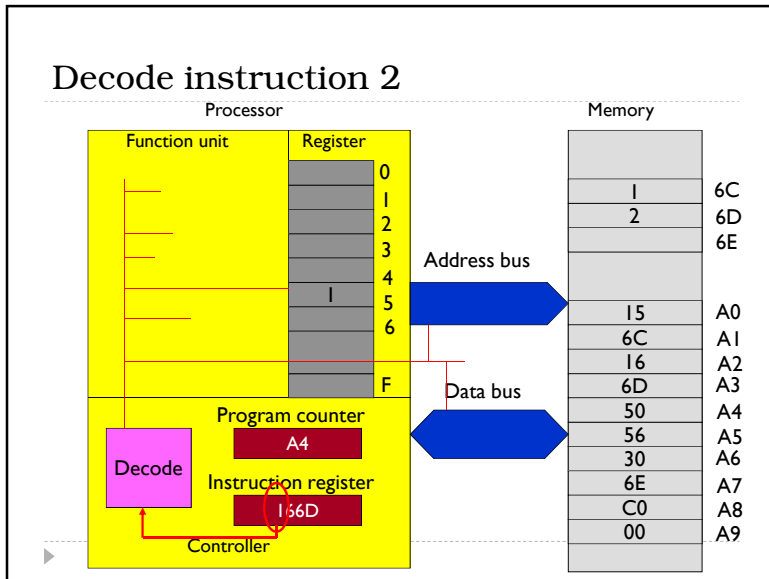 Decode instruction 2
Processor
Memory
Function unit
Register
0
1
2
3
4
5
6
F
1
Address bus
Data bus
1 6C
2 6D
6E
15 A0
6C A1
16 A2
6D A3
50 A4
56 A5
30 A6
6E A7
C0 A8
00 A9
Program counter
A4
Decode
Instruction register
166D
Controller